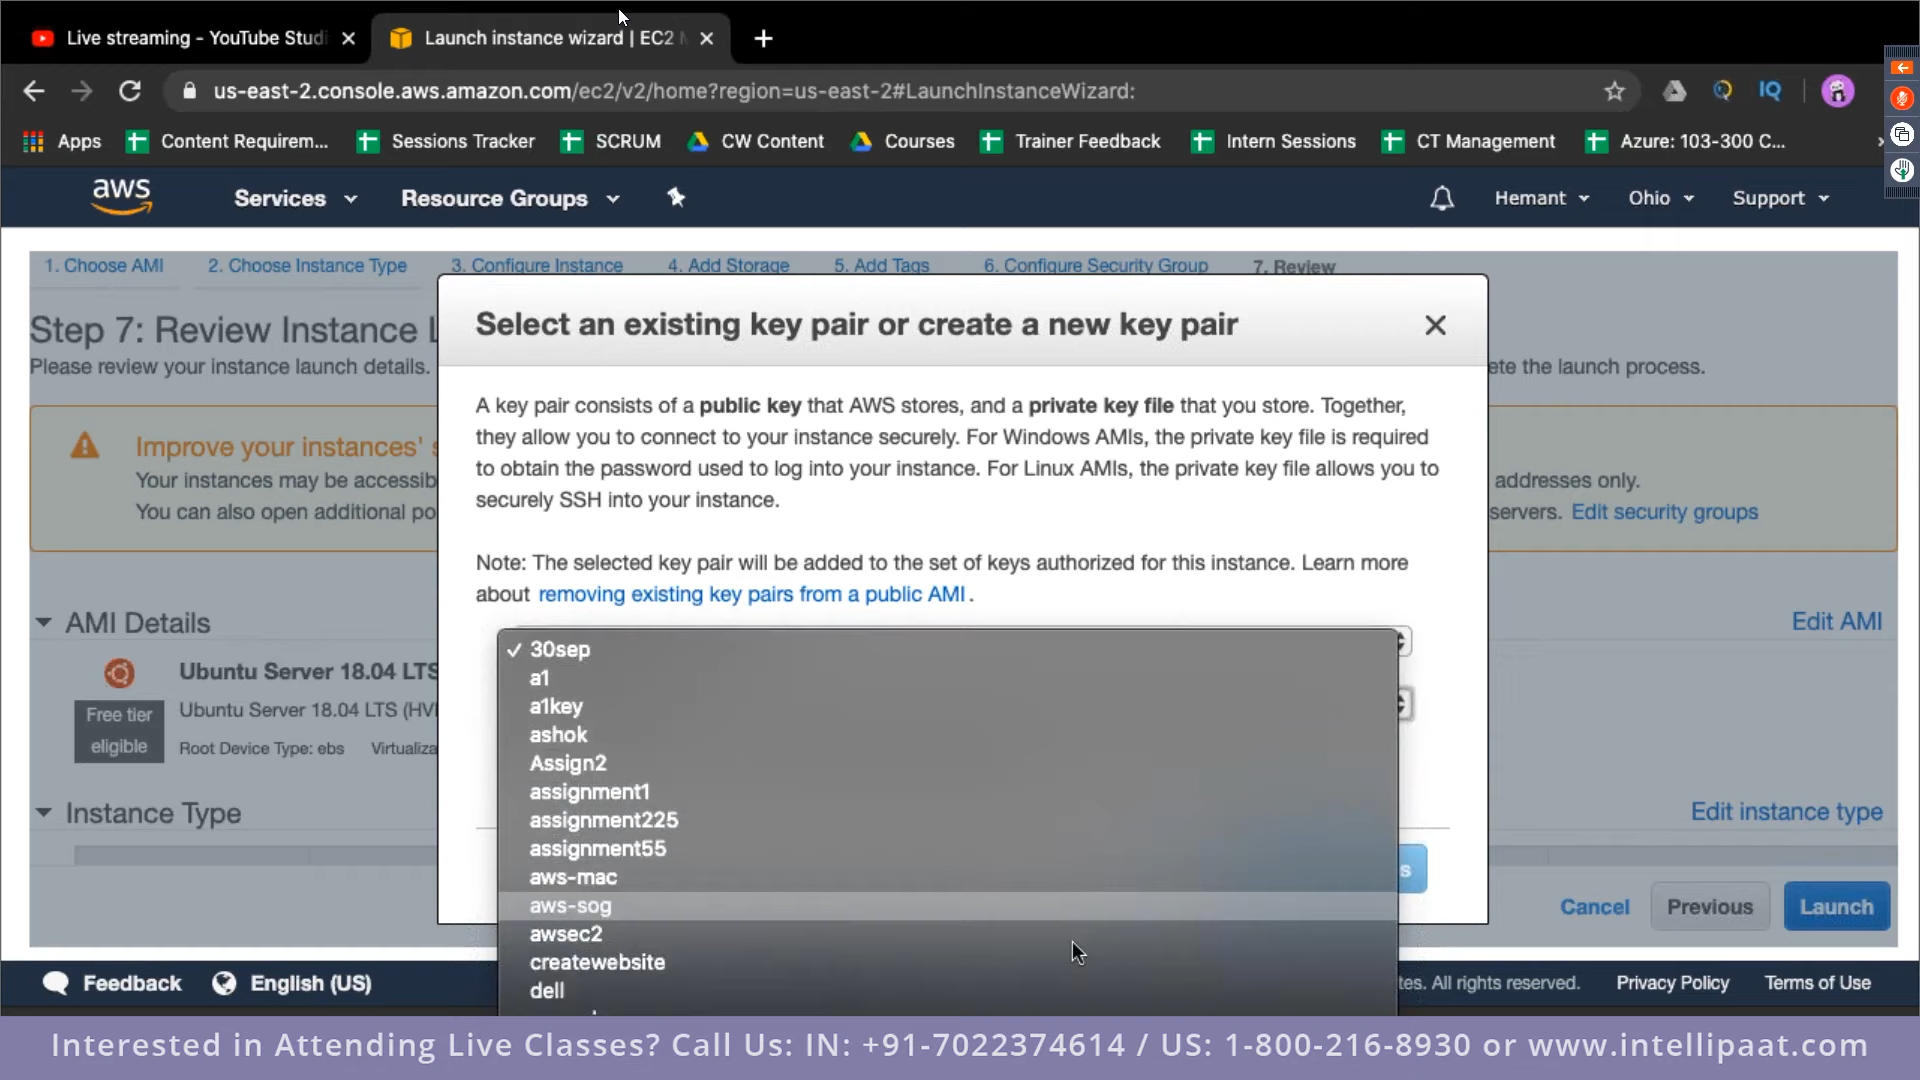 Live streaming - YouTube Studi
Launch instance wizard | EC2 M
us-east-2.console.aws.amazon.com/ec2/v2/home?region=us-east-2#LaunchInstanceWizard:
IQ
Apps
Content Requirem...
Sessions Tracker
SCRUM
CW Content
Courses
Trainer Feedback
Intern Sessions
CT Management
Azure: 103-300 C...
aws
Services
Resource Groups
Hemant
Ohio
Support
1. Choose AMI
2. Choose Instance Type
3. Configure Instance
4. Add Storage
5. Add Tags
6. Configure Security Group
7. Review
Step 7: Review Instance L
Please review your instance launch details.
ete the launch process.
Improve your instances' s
Your instances may be accessib
addresses only.
You can also open additional po
servers. Edit security groups
Select an existing key pair or create a new key pair
A key pair consists of a public key that AWS stores, and a private key file that you store. Together,
they allow you to connect to your instance securely. For Windows AMIs, the private key file is required
to obtain the password used to log into your instance. For Linux AMIs, the private key file allows you to
securely SSH into your instance.
Note: The selected key pair will be added to the set of keys authorized for this instance. Learn more
about removing existing key pairs from a public AMI.
AMI Details
Edit AMI
Ubuntu Server 18.04 LTS
Free tier
eligible
Ubuntu Server 18.04 LTS (HVM
Root Device Type: ebs
Virtualiza
Instance Type
Edit instance type
30sep
a1
a1key
ashok
Assign2
assignment1
assignment225
assignment55
aws-mac
aws-sog
awsec2
createwebsite
dell
s
Cancel
Previous
Launch
Feedback
English (US)
tes. All rights reserved.
Privacy Policy
Terms of Use
Interested in Attending Live Classes? Call Us: IN: +91-7022374614 / US: 1-800-216-8930 or www.intellipaat.com